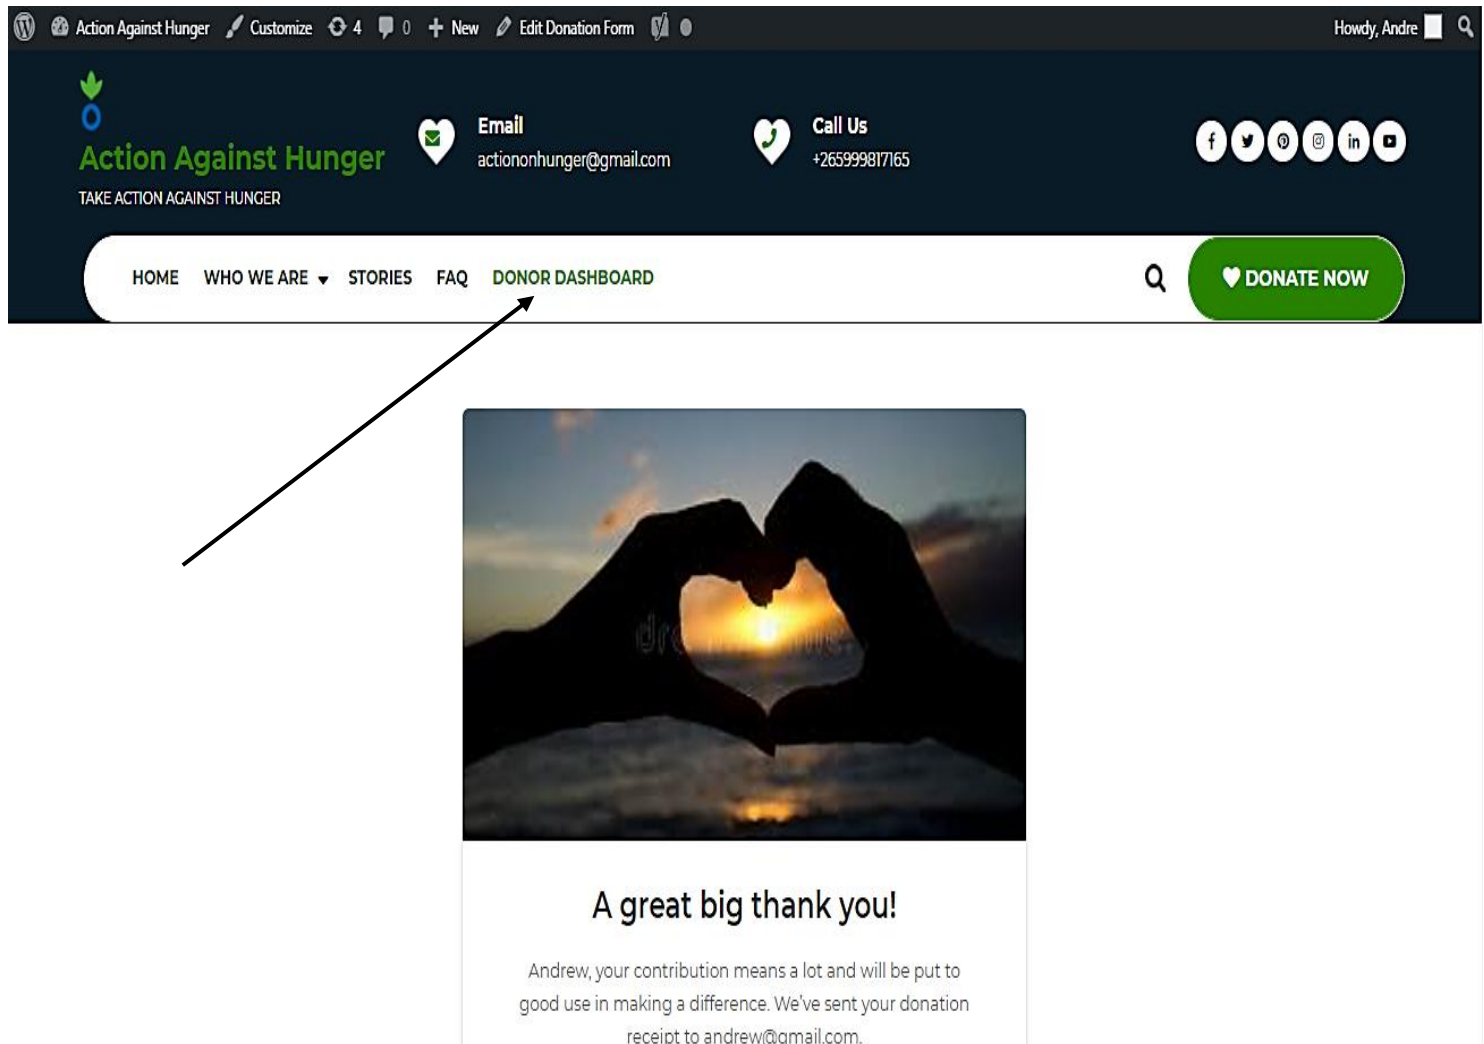 Action Against Hunger Customize 4 0 New Edit Donation Form Howdy, Andre
Action Against Hunger
TAKE ACTION AGAINST HUNGER
Email
actiononhunger@gmail.com
Call Us
+265999817165
HOME WHO WE ARE STORIES FAQ DONOR DASHBOARD
DONATE NOW
A great big thank you!
Andrew, your contribution means a lot and will be put to
good use in making a difference. We've sent your donation
receipt to andrew@gmail.com.